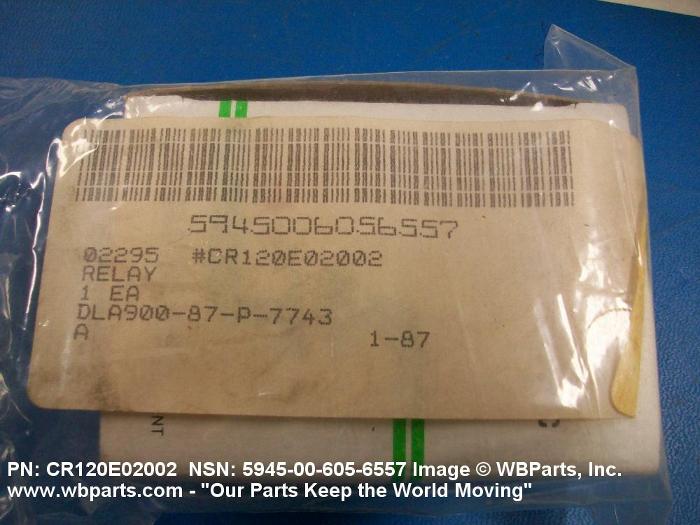 5945006056557
02295 #CR120E02002
RELAY
1 EA
DLA900-87-P-7743
A 1-87
NT
PN: CR120E02002 NSN: 5945-00-605-6557 Image © WBParts, Inc.
www.wbparts.com - "Our Parts Keep the World Moving"